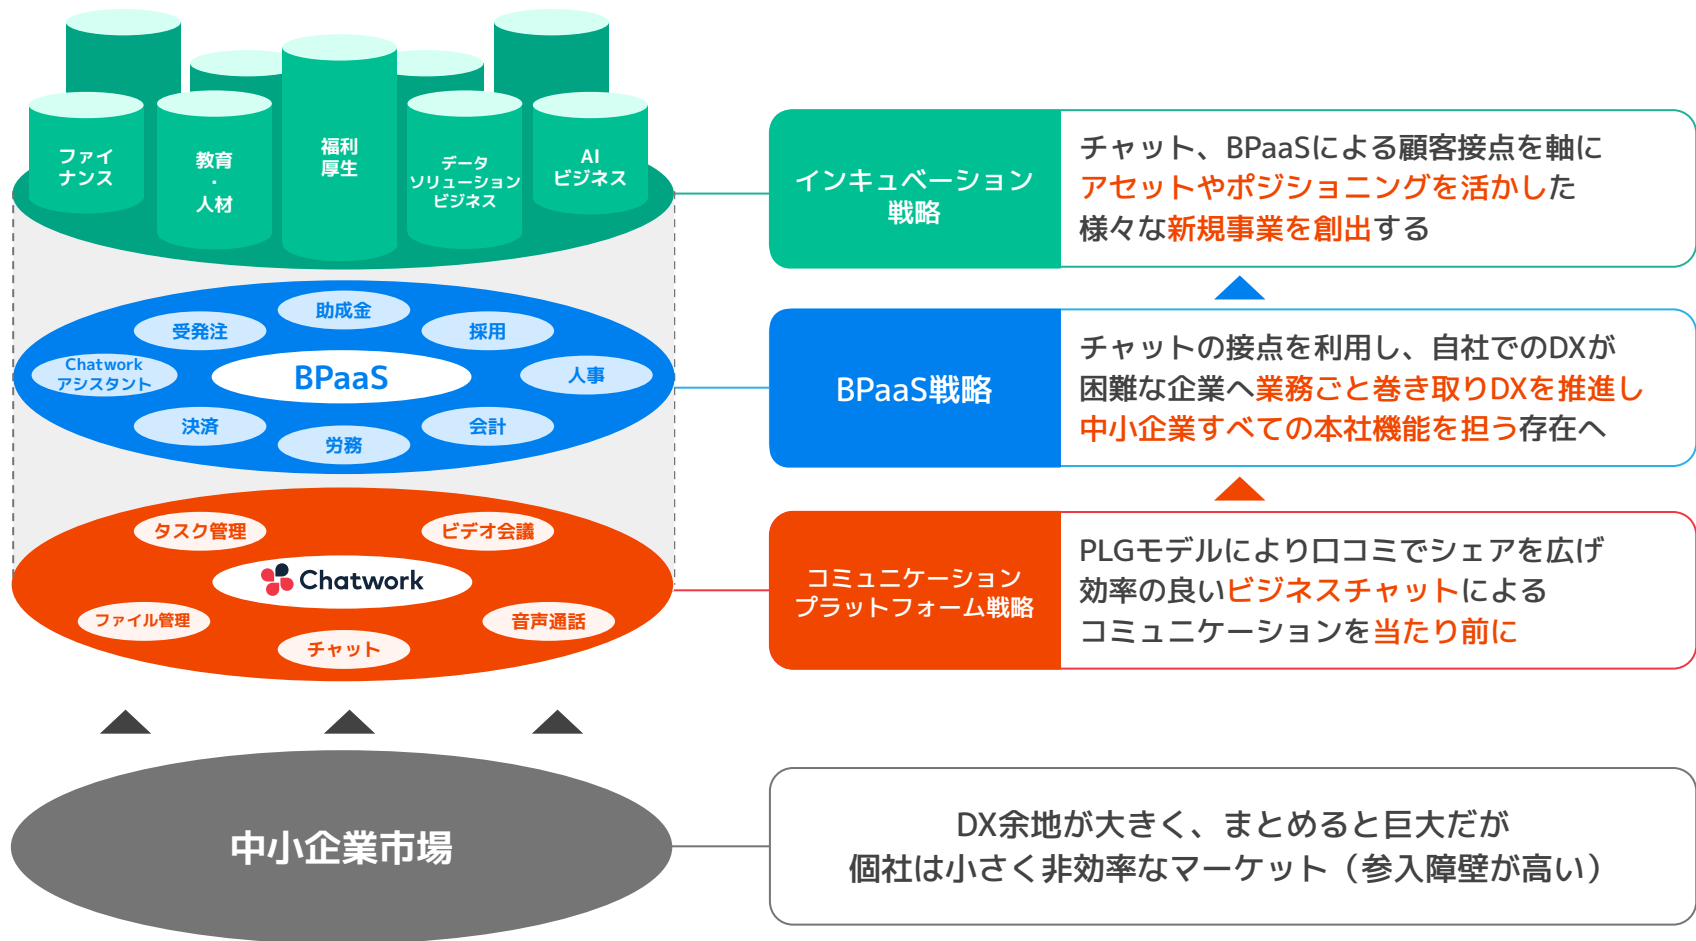 ファイ
ナンス
教育
・
人材
福利
厚生
データ
ソリューション
ビジネス
AI
ビジネス
インキュベーション
戦略
チャット、BPaaSによる顧客接点を軸に
アセットやポジショニングを活かした
様々な新規事業を創出する
助成金
受発注
採用
Chatwork
アシスタント
BPaaS
人事
決済
会計
労務
BPaaS戦略
チャットの接点を利用し、自社でのDXが
困難な企業へ業務ごと巻き取りDXを推進し
中小企業すべての本社機能を担う存在へ
タスク管理
ビデオ会議
Chatwork
ファイル管理
音声通話
チャット
コミュニケーション
プラットフォーム戦略
PLGモデルにより口コミでシェアを広げ
効率の良いビジネスチャットによる
コミュニケーションを当たり前に
中小企業市場
DX余地が大きく、まとめると巨大だが
個社は小さく非効率なマーケット（参入障壁が高い）